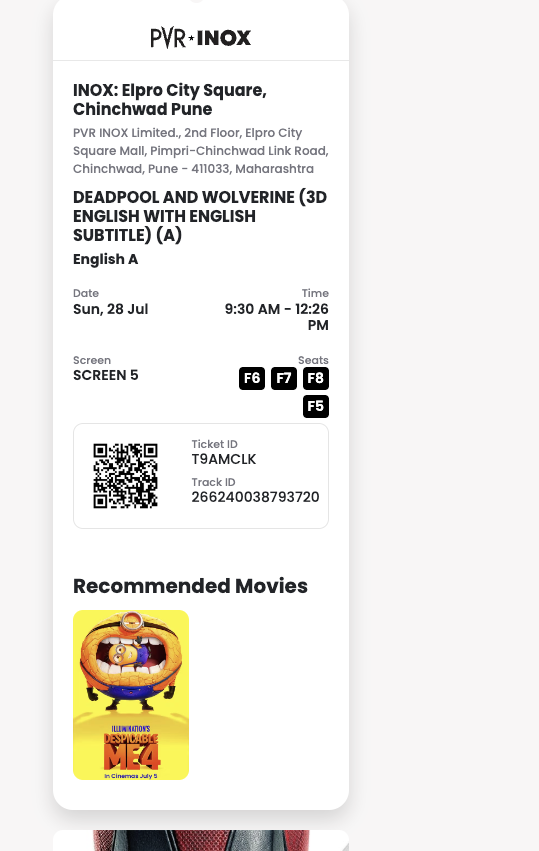 PVR INOX
INOX: Elpro City Square,
Chinchwad Pune
PVR INOX Limited., 2nd Floor, Elpro City
Square Mall, Pimpri-Chinchwad Link Road,
Chinchwad, Pune - 411033, Maharashtra
DEADPOOL AND WOLVERINE (3D
ENGLISH WITH ENGLISH
SUBTITLE) (A)
English A
Date Time
Sun, 28 Jul 9:30 AM - 12:26
PM
Screen Seats
SCREEN 5 F6 F7 F8
F5
Ticket ID
T9AMCLK
Track ID
266240038793720
Recommended Movies
ILLUMINATION'S
DESPICABLE
ME 4
In Cinemas July 5